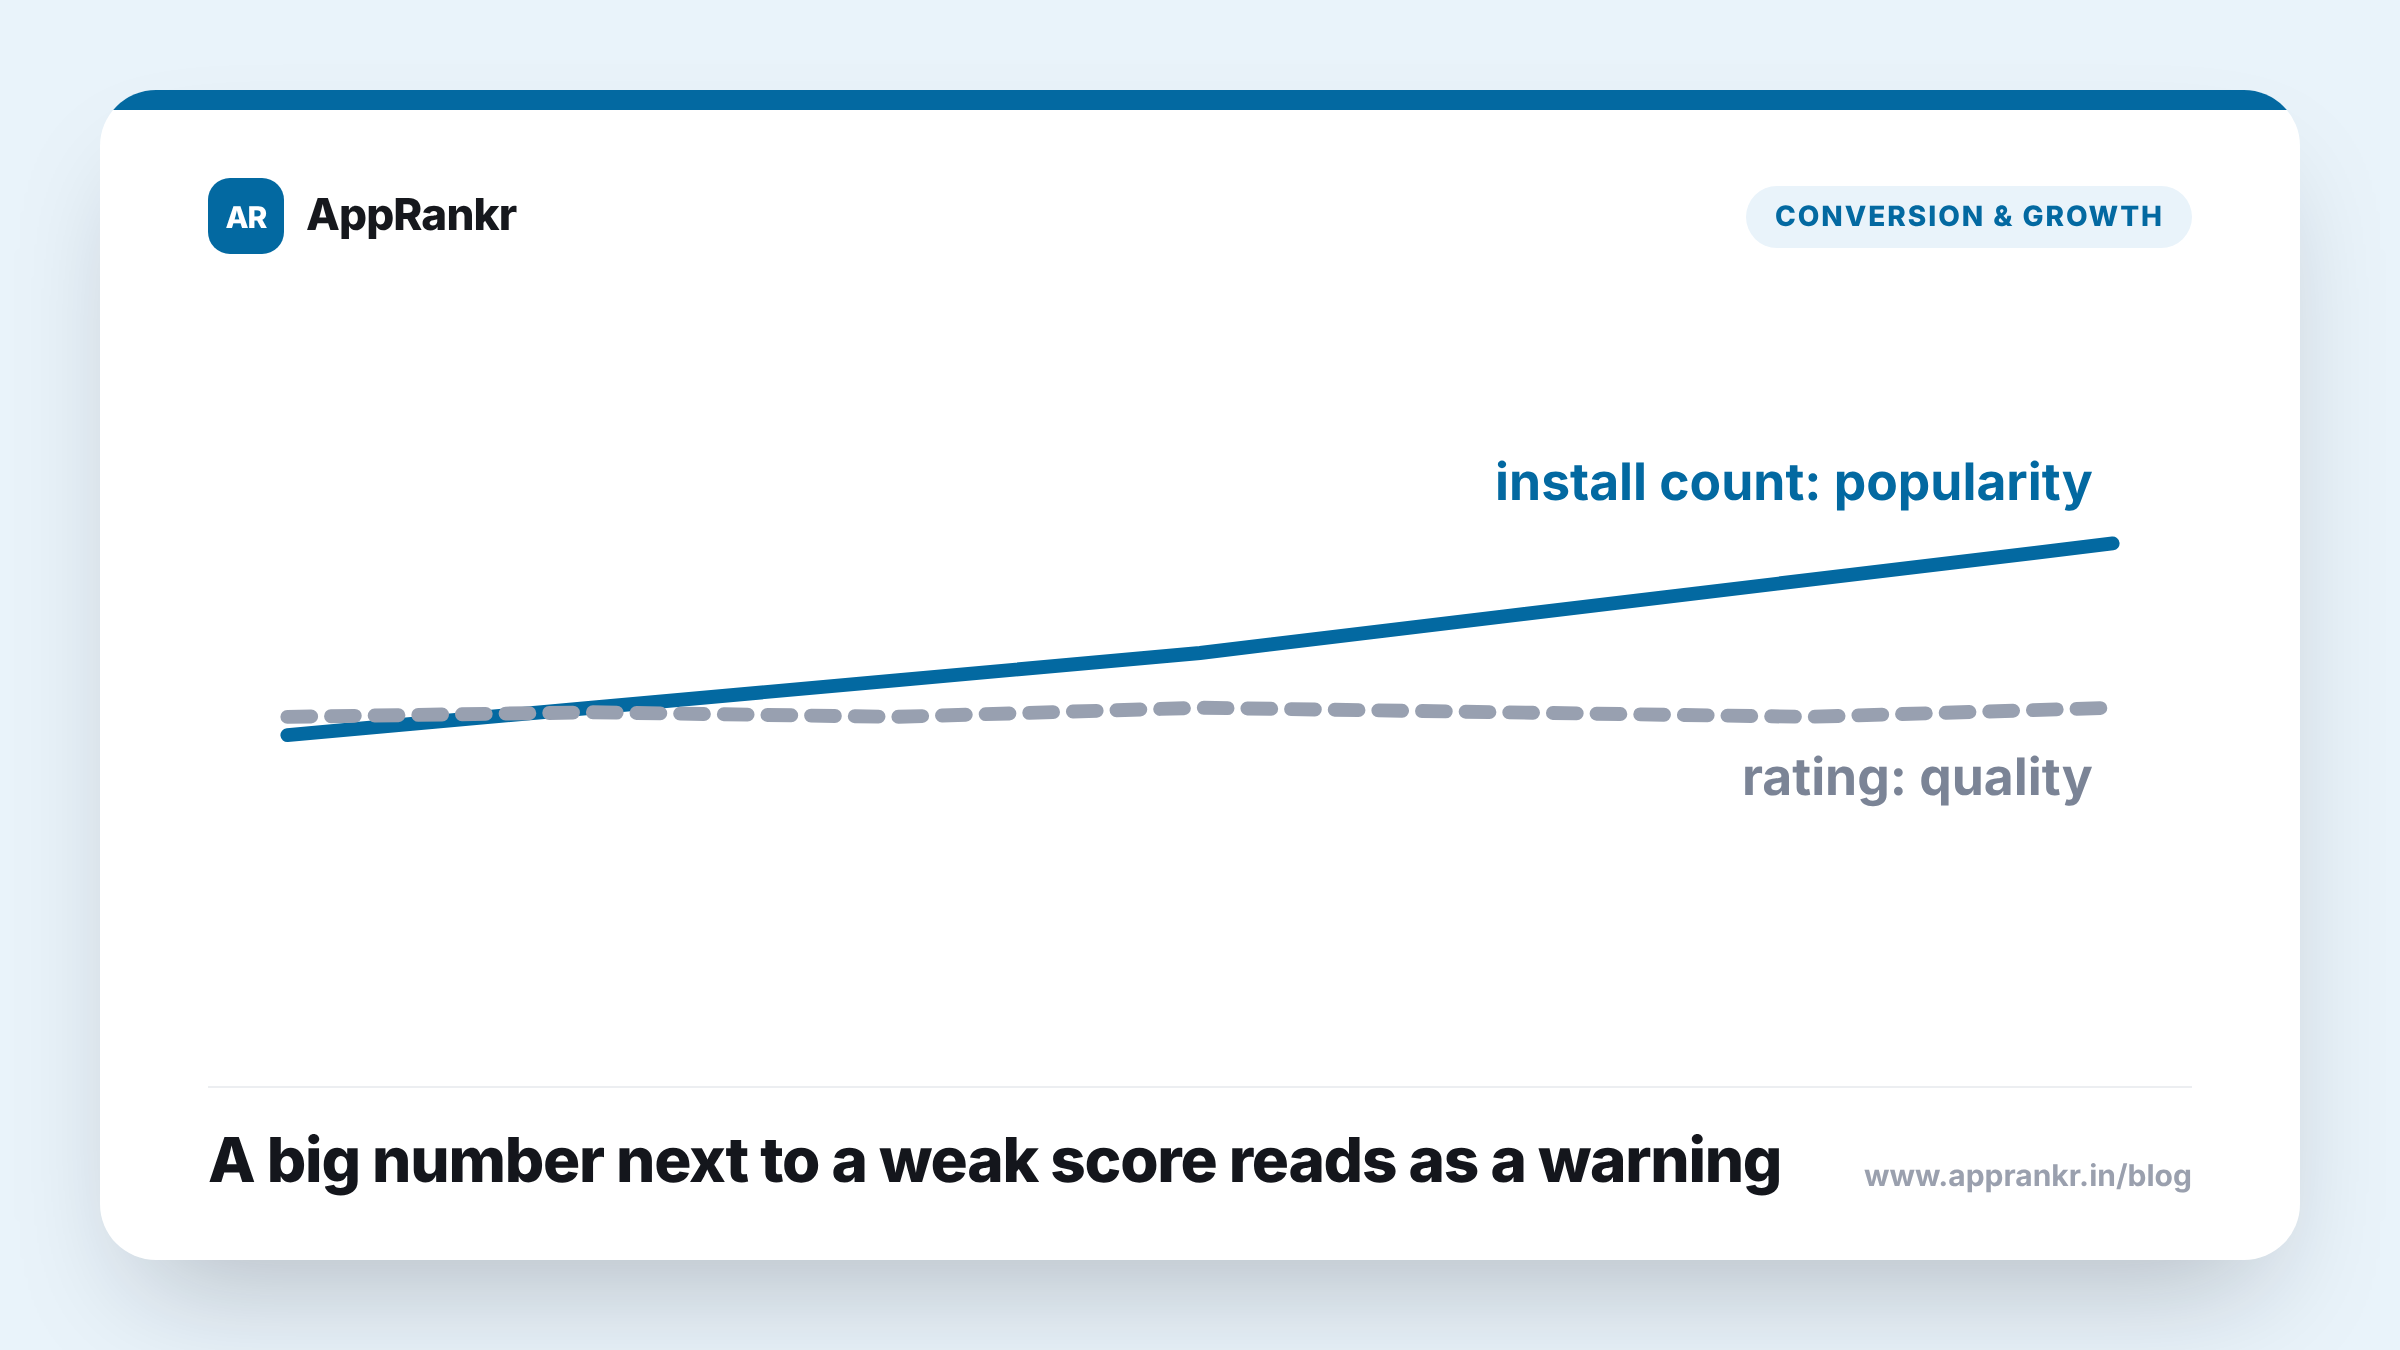 AR AppRankr
CONVERSION & GROWTH
install count: popularity
rating: quality
A big number next to a weak score reads as a warning
www.apprankr.in/blog